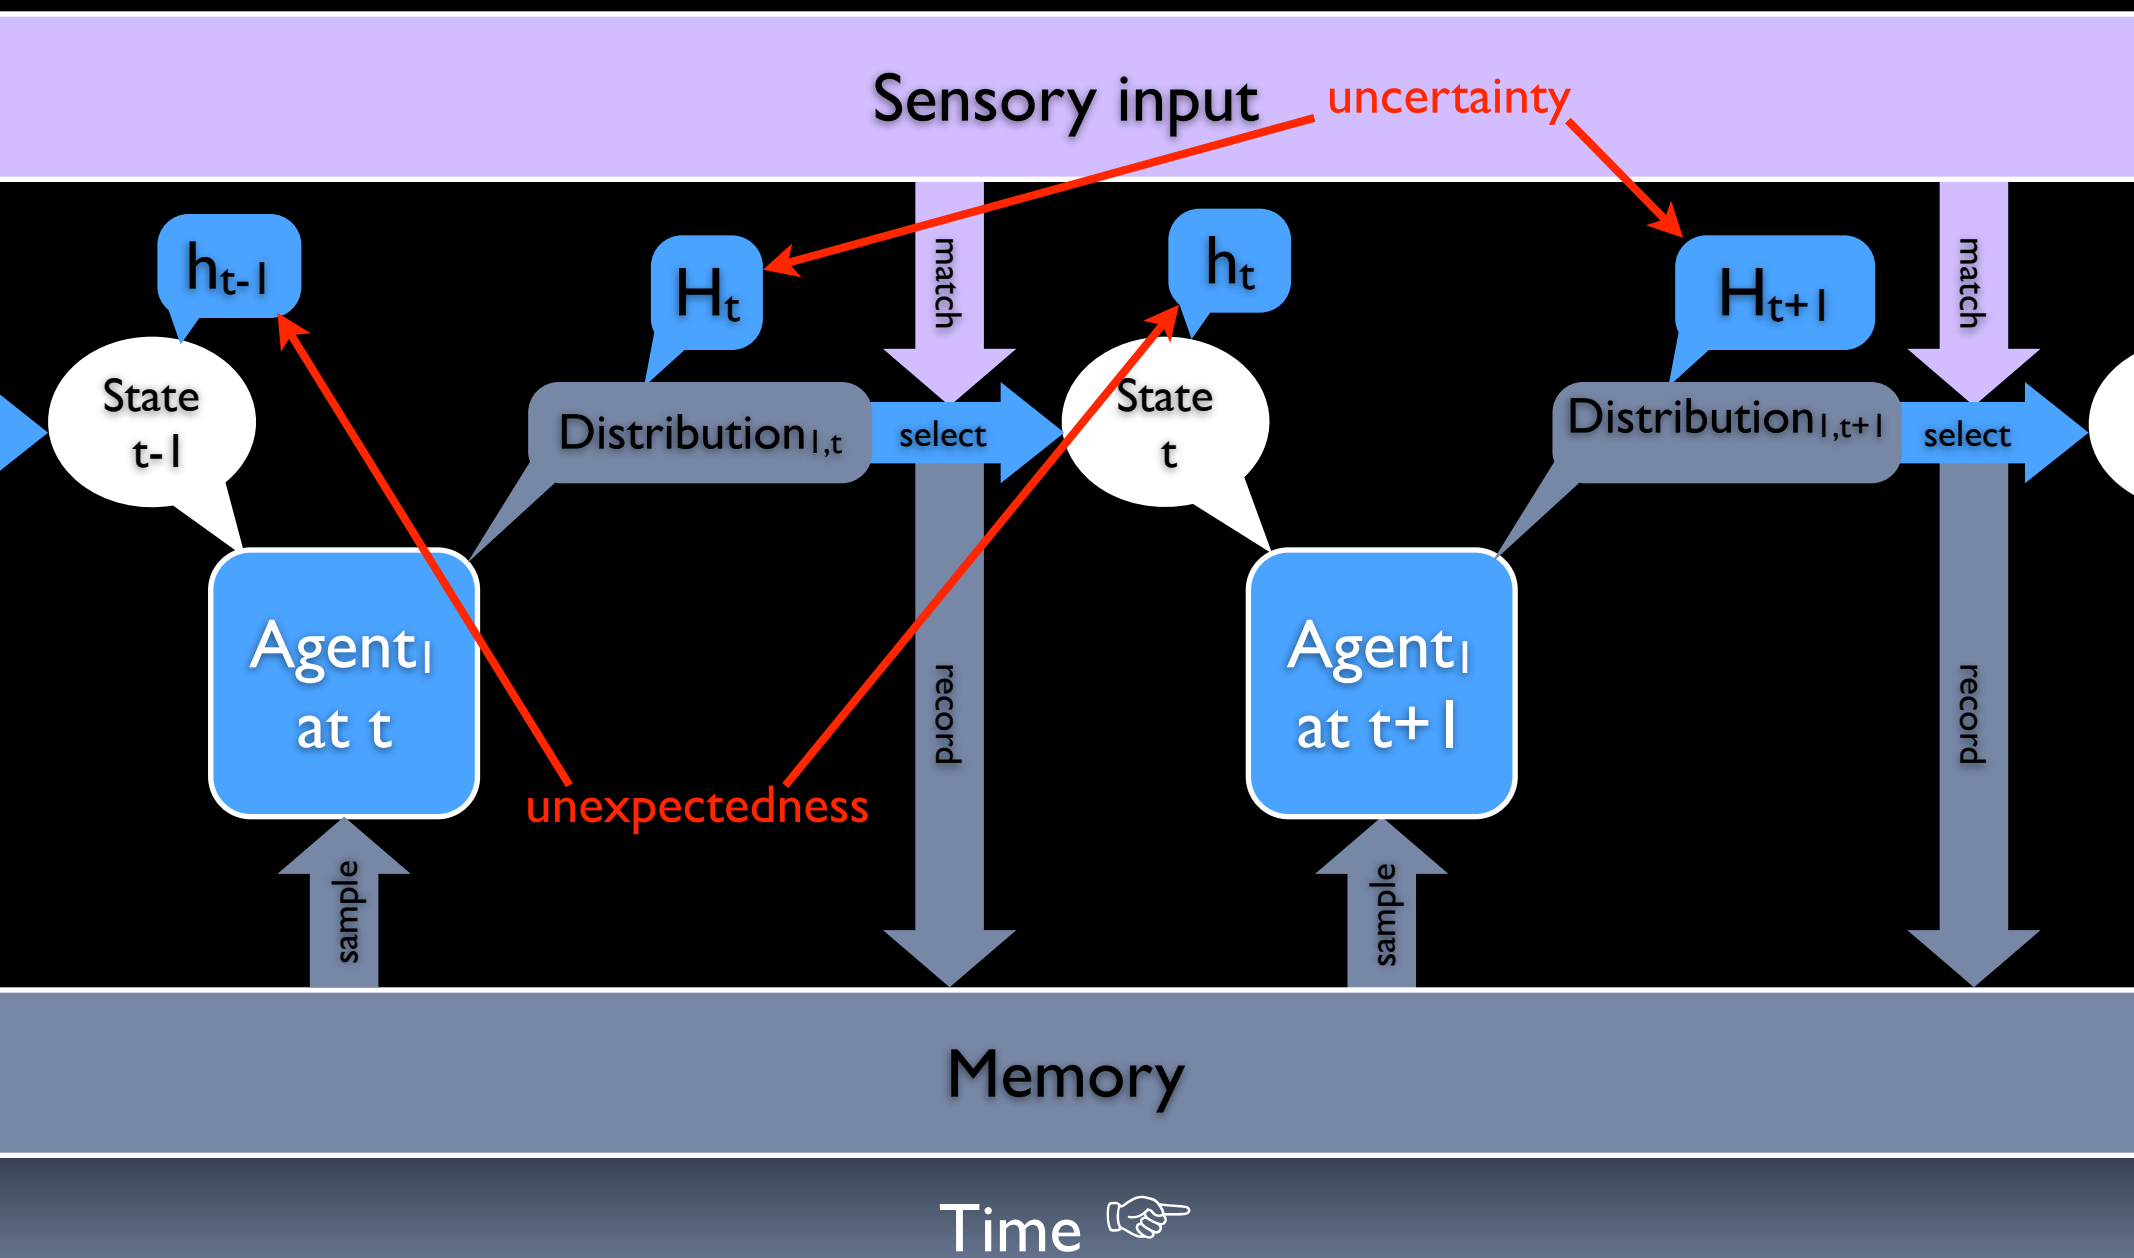 Sensory input
uncertainty
h t-1
H t
match
h t
H t+1
match
State
t-1
Distribution 1,t
select
State
t
Distribution 1,t+1
select
Agent 1
at t
record
Agent 1
at t+1
record
unexpectedness
sample
sample
Memory
Time ☞